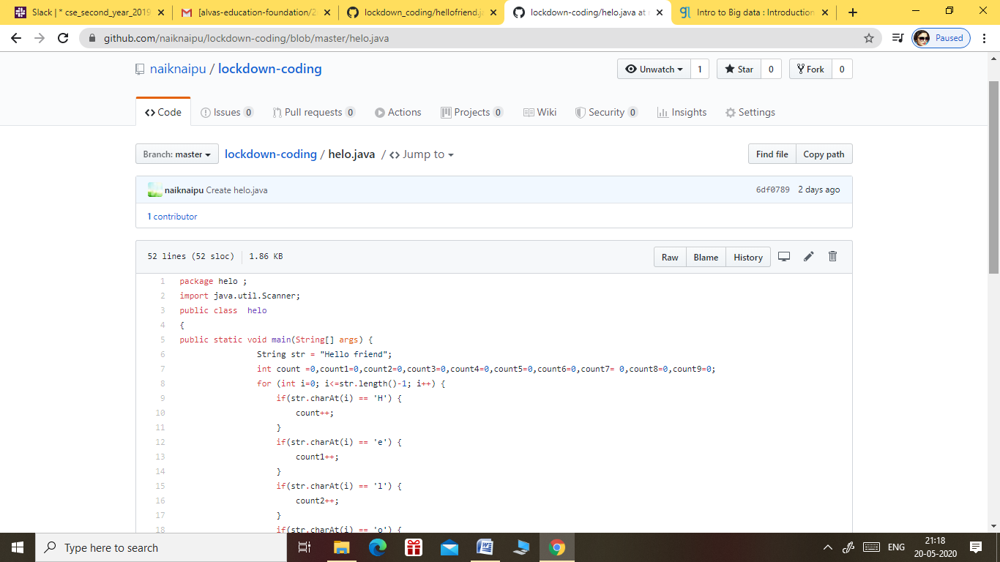 Slack | * cse_second_year_2019
[alvas-education-foundation/2
lockdown_coding/hellofriend.ja
lockdown-coding/helo.java at
Intro to Big data : Introduction
github.com/naiknaipu/lockdown-coding/blob/master/helo.java
Paused
naiknaipu / lockdown-coding
Unwatch 1 Star 0 Fork 0
Code Issues 0 Pull requests 0 Actions Projects 0 Wiki Security 0 Insights Settings
Branch: master lockdown-coding / helo.java / <> Jump to
Find file Copy path
naiknaipu Create helo.java 6df0789 2 days ago
1 contributor
52 lines (52 sloc) 1.86 KB
Raw Blame History
1 package helo ;
2 import java.util.Scanner;
3 public class  helo
4 {
5 public static void main(String[] args) {
6 String str = "Hello friend";
7 int count =0,count1=0,count2=0,count3=0,count4=0,count5=0,count6=0,count7= 0,count8=0,count9=0;
8 for (int i=0; i<=str.length()-1; i++) {
9 if(str.charAt(i) == 'H') {
10 count++;
11 }
12 if(str.charAt(i) == 'e') {
13 count1++;
14 }
15 if(str.charAt(i) == 'l') {
16 count2++;
17 }
18 if(str.charAt(i) == 'o') {
Type here to search
ENG
21:18
20-05-2020